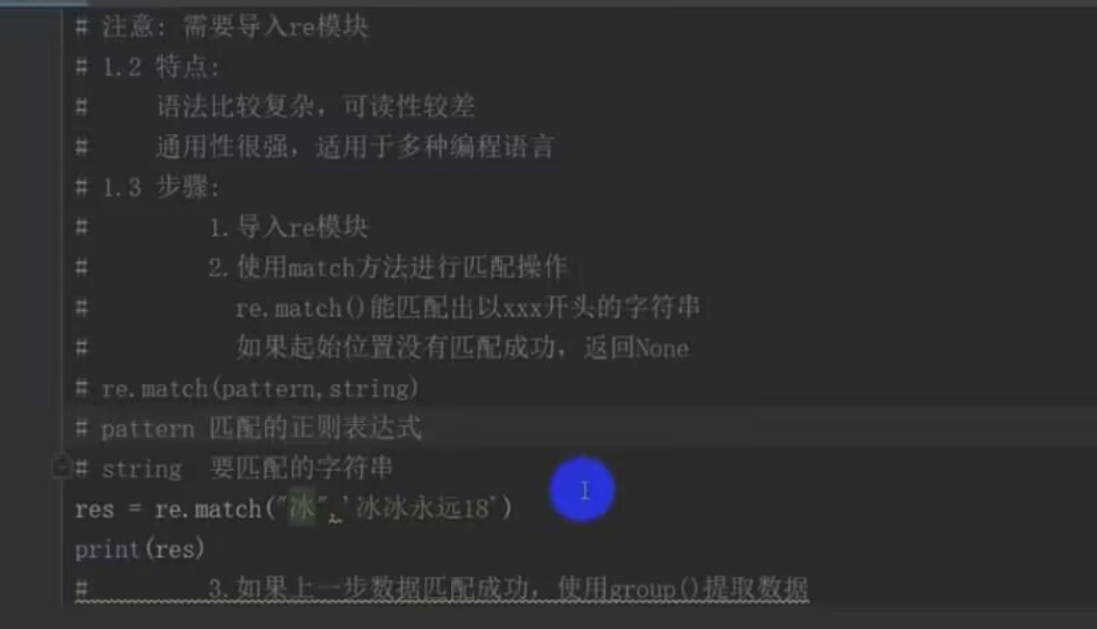 # 注意: 需要导入re模块
# 1.2 特点:
#     语法比较复杂，可读性较差
#     通用性很强，适用于多种编程语言
# 1.3 步骤:
#         1.导入re模块
#         2.使用match方法进行匹配操作
#           re.match()能匹配出以xxx开头的字符串
#           如果起始位置没有匹配成功，返回None
# re.match(pattern,string)
# pattern 匹配的正则表达式
# string  要匹配的字符串
res = re.match("冰",'冰冰永远18')
print(res)
#         3.如果上一步数据匹配成功，使用group()提取数据